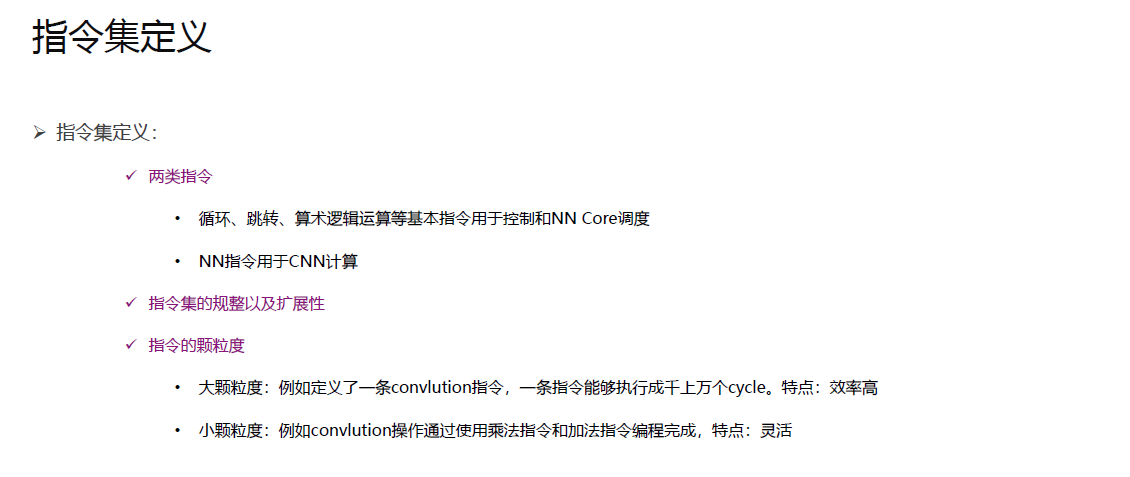 指令集定义
➢ 指令集定义：
✓ 两类指令
• 循环、跳转、算术逻辑运算等基本指令用于控制和NN Core调度
• NN指令用于CNN计算
✓ 指令集的规整以及扩展性
✓ 指令的颗粒度
• 大颗粒度：例如定义了一条convlution指令，一条指令能够执行成千上万个cycle。特点：效率高
• 小颗粒度：例如convlution操作通过使用乘法指令和加法指令编程完成，特点：灵活